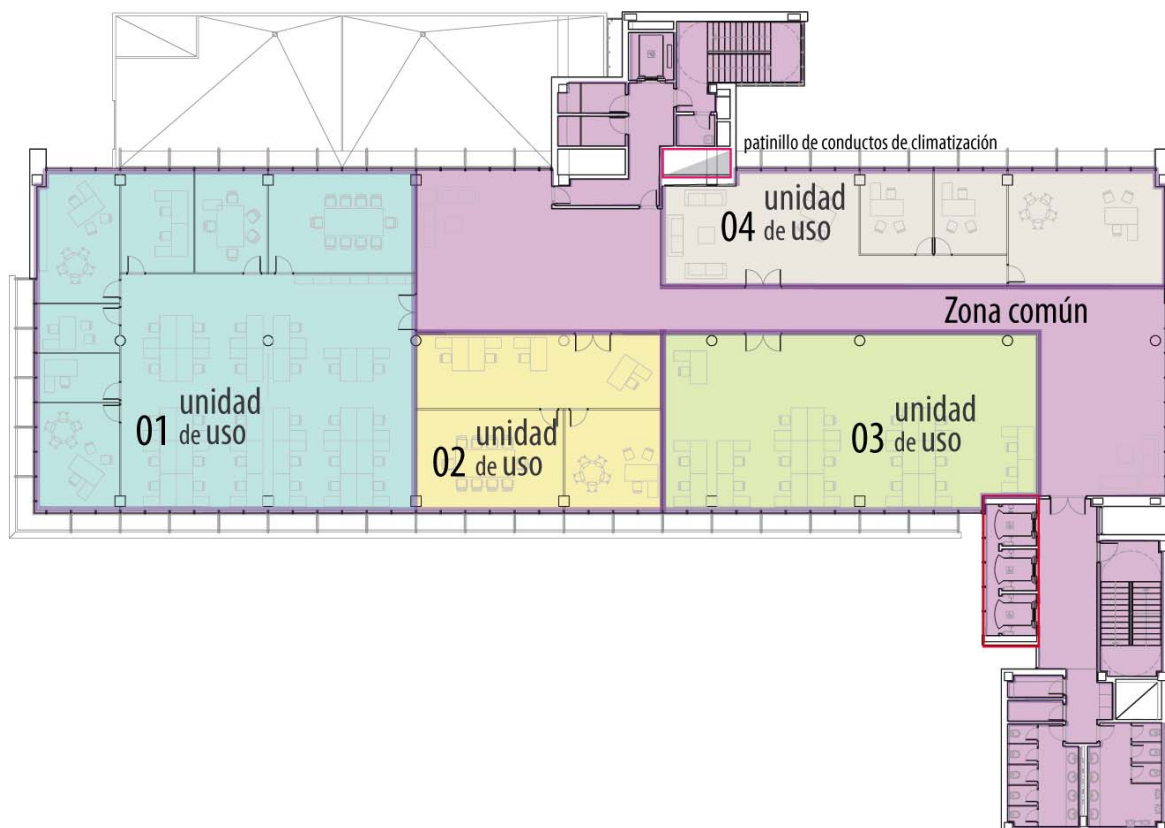 patinillo de conductos de climatización
04 unidad
de uso
Zona común
01 unidad
de uso
02 unidad
de uso
03 unidad
de uso